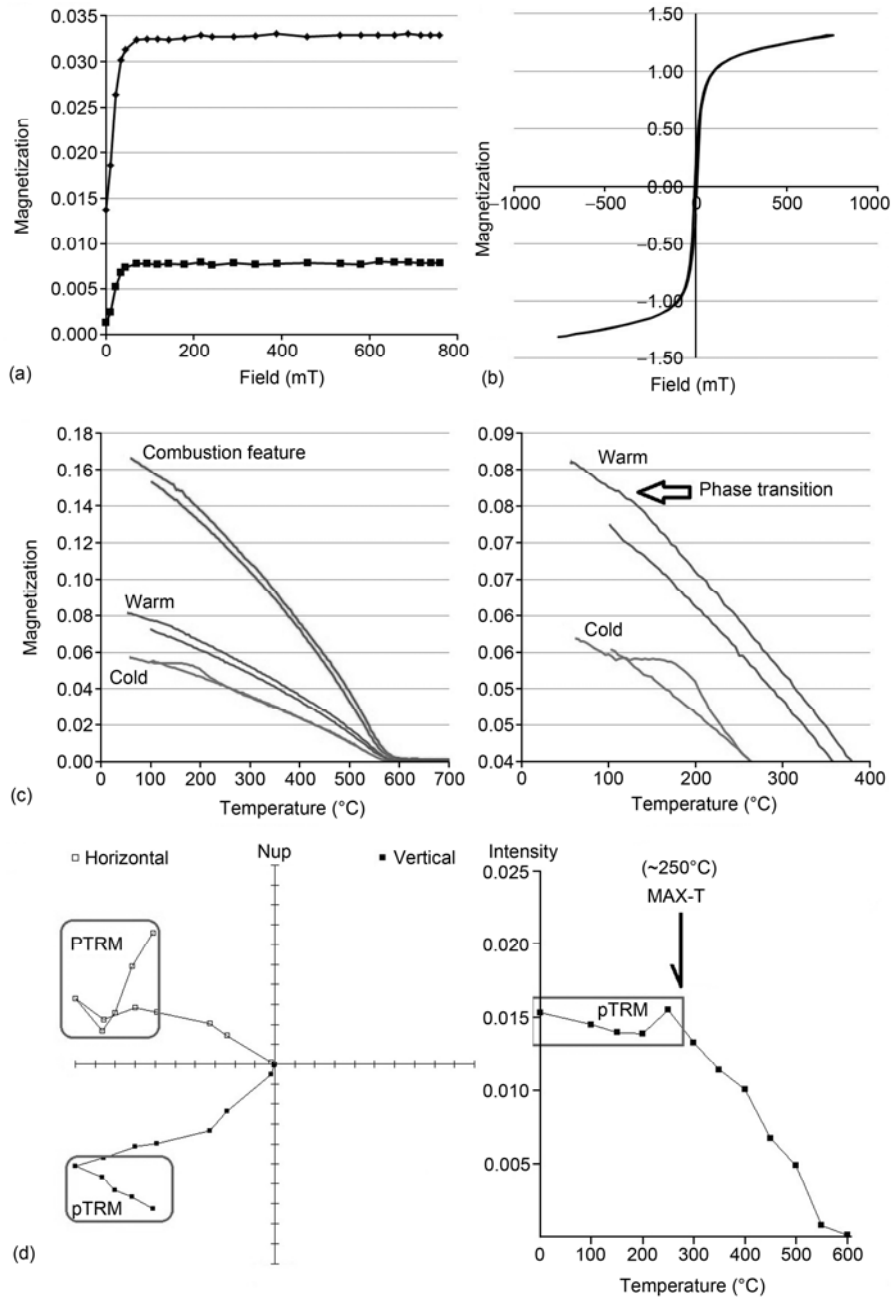 0.035
0.030
0.025
0.020
0.015
0.010
0.005
0.000
Magnetization
0 200 400 600 800
Field (mT)
(a)
1.50
1.00
0.50
0.00
−0.50
−1.00
−1.50
Magnetization
−1000 −500 0 500 1000
Field (mT)
(b)
0.18
0.16
0.14
0.12
0.10
0.08
0.06
0.04
0.02
0.00
Magnetization
Combustion feature
Warm
Cold
0 100 200 300 400 500 600 700
Temperature (°C)
(c)
0.09
0.08
0.08
0.07
0.07
0.06
0.06
0.05
0.05
0.04
Warm
Phase transition
Cold
0 100 200 300 400
Temperature (°C)
Horizontal Nup Vertical
PTRM
pTRM
(d)
Intensity
0.025
0.020
0.015
0.010
0.005
(~250°C)
MAX-T
pTRM
0 100 200 300 400 500 600
Temperature (°C)